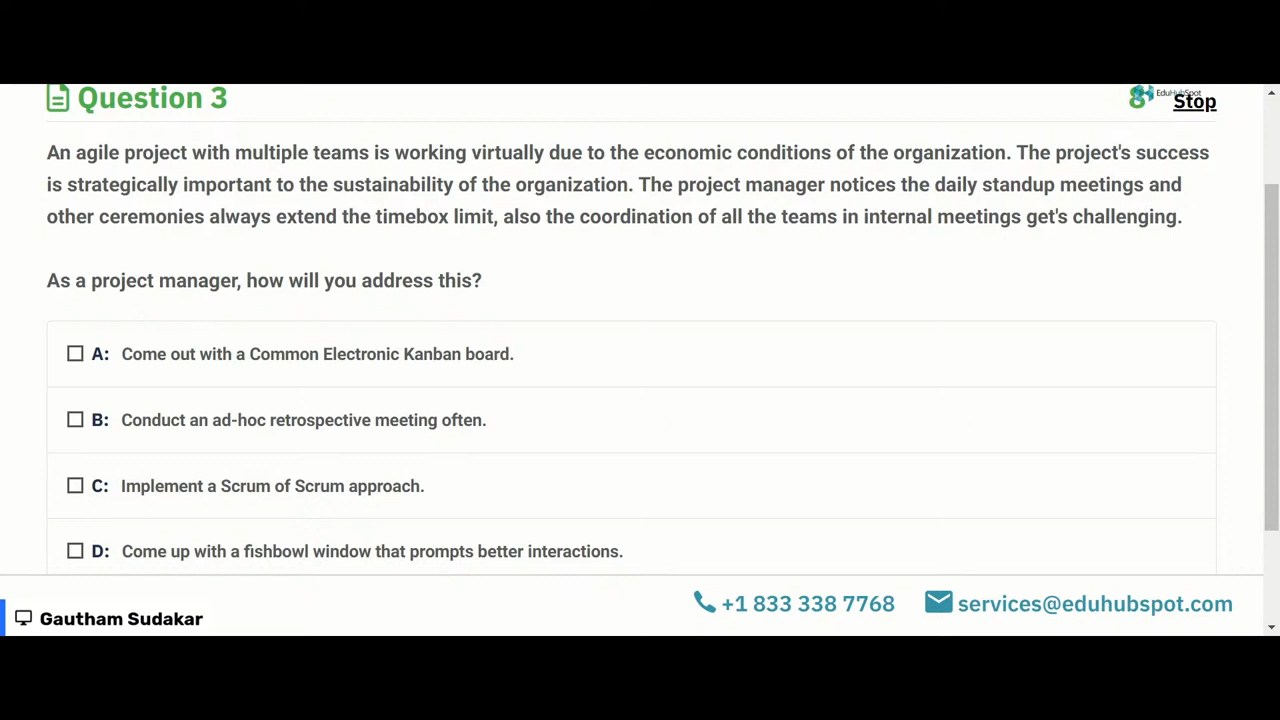 Question 3
EduHubSpot
Stop
An agile project with multiple teams is working virtually due to the economic conditions of the organization. The project's success
is strategically important to the sustainability of the organization. The project manager notices the daily standup meetings and
other ceremonies always extend the timebox limit, also the coordination of all the teams in internal meetings get's challenging.
As a project manager, how will you address this?
A: Come out with a Common Electronic Kanban board.
B: Conduct an ad-hoc retrospective meeting often.
C: Implement a Scrum of Scrum approach.
D: Come up with a fishbowl window that prompts better interactions.
+1 833 338 7768 services@eduhubspot.com
Gautham Sudakar